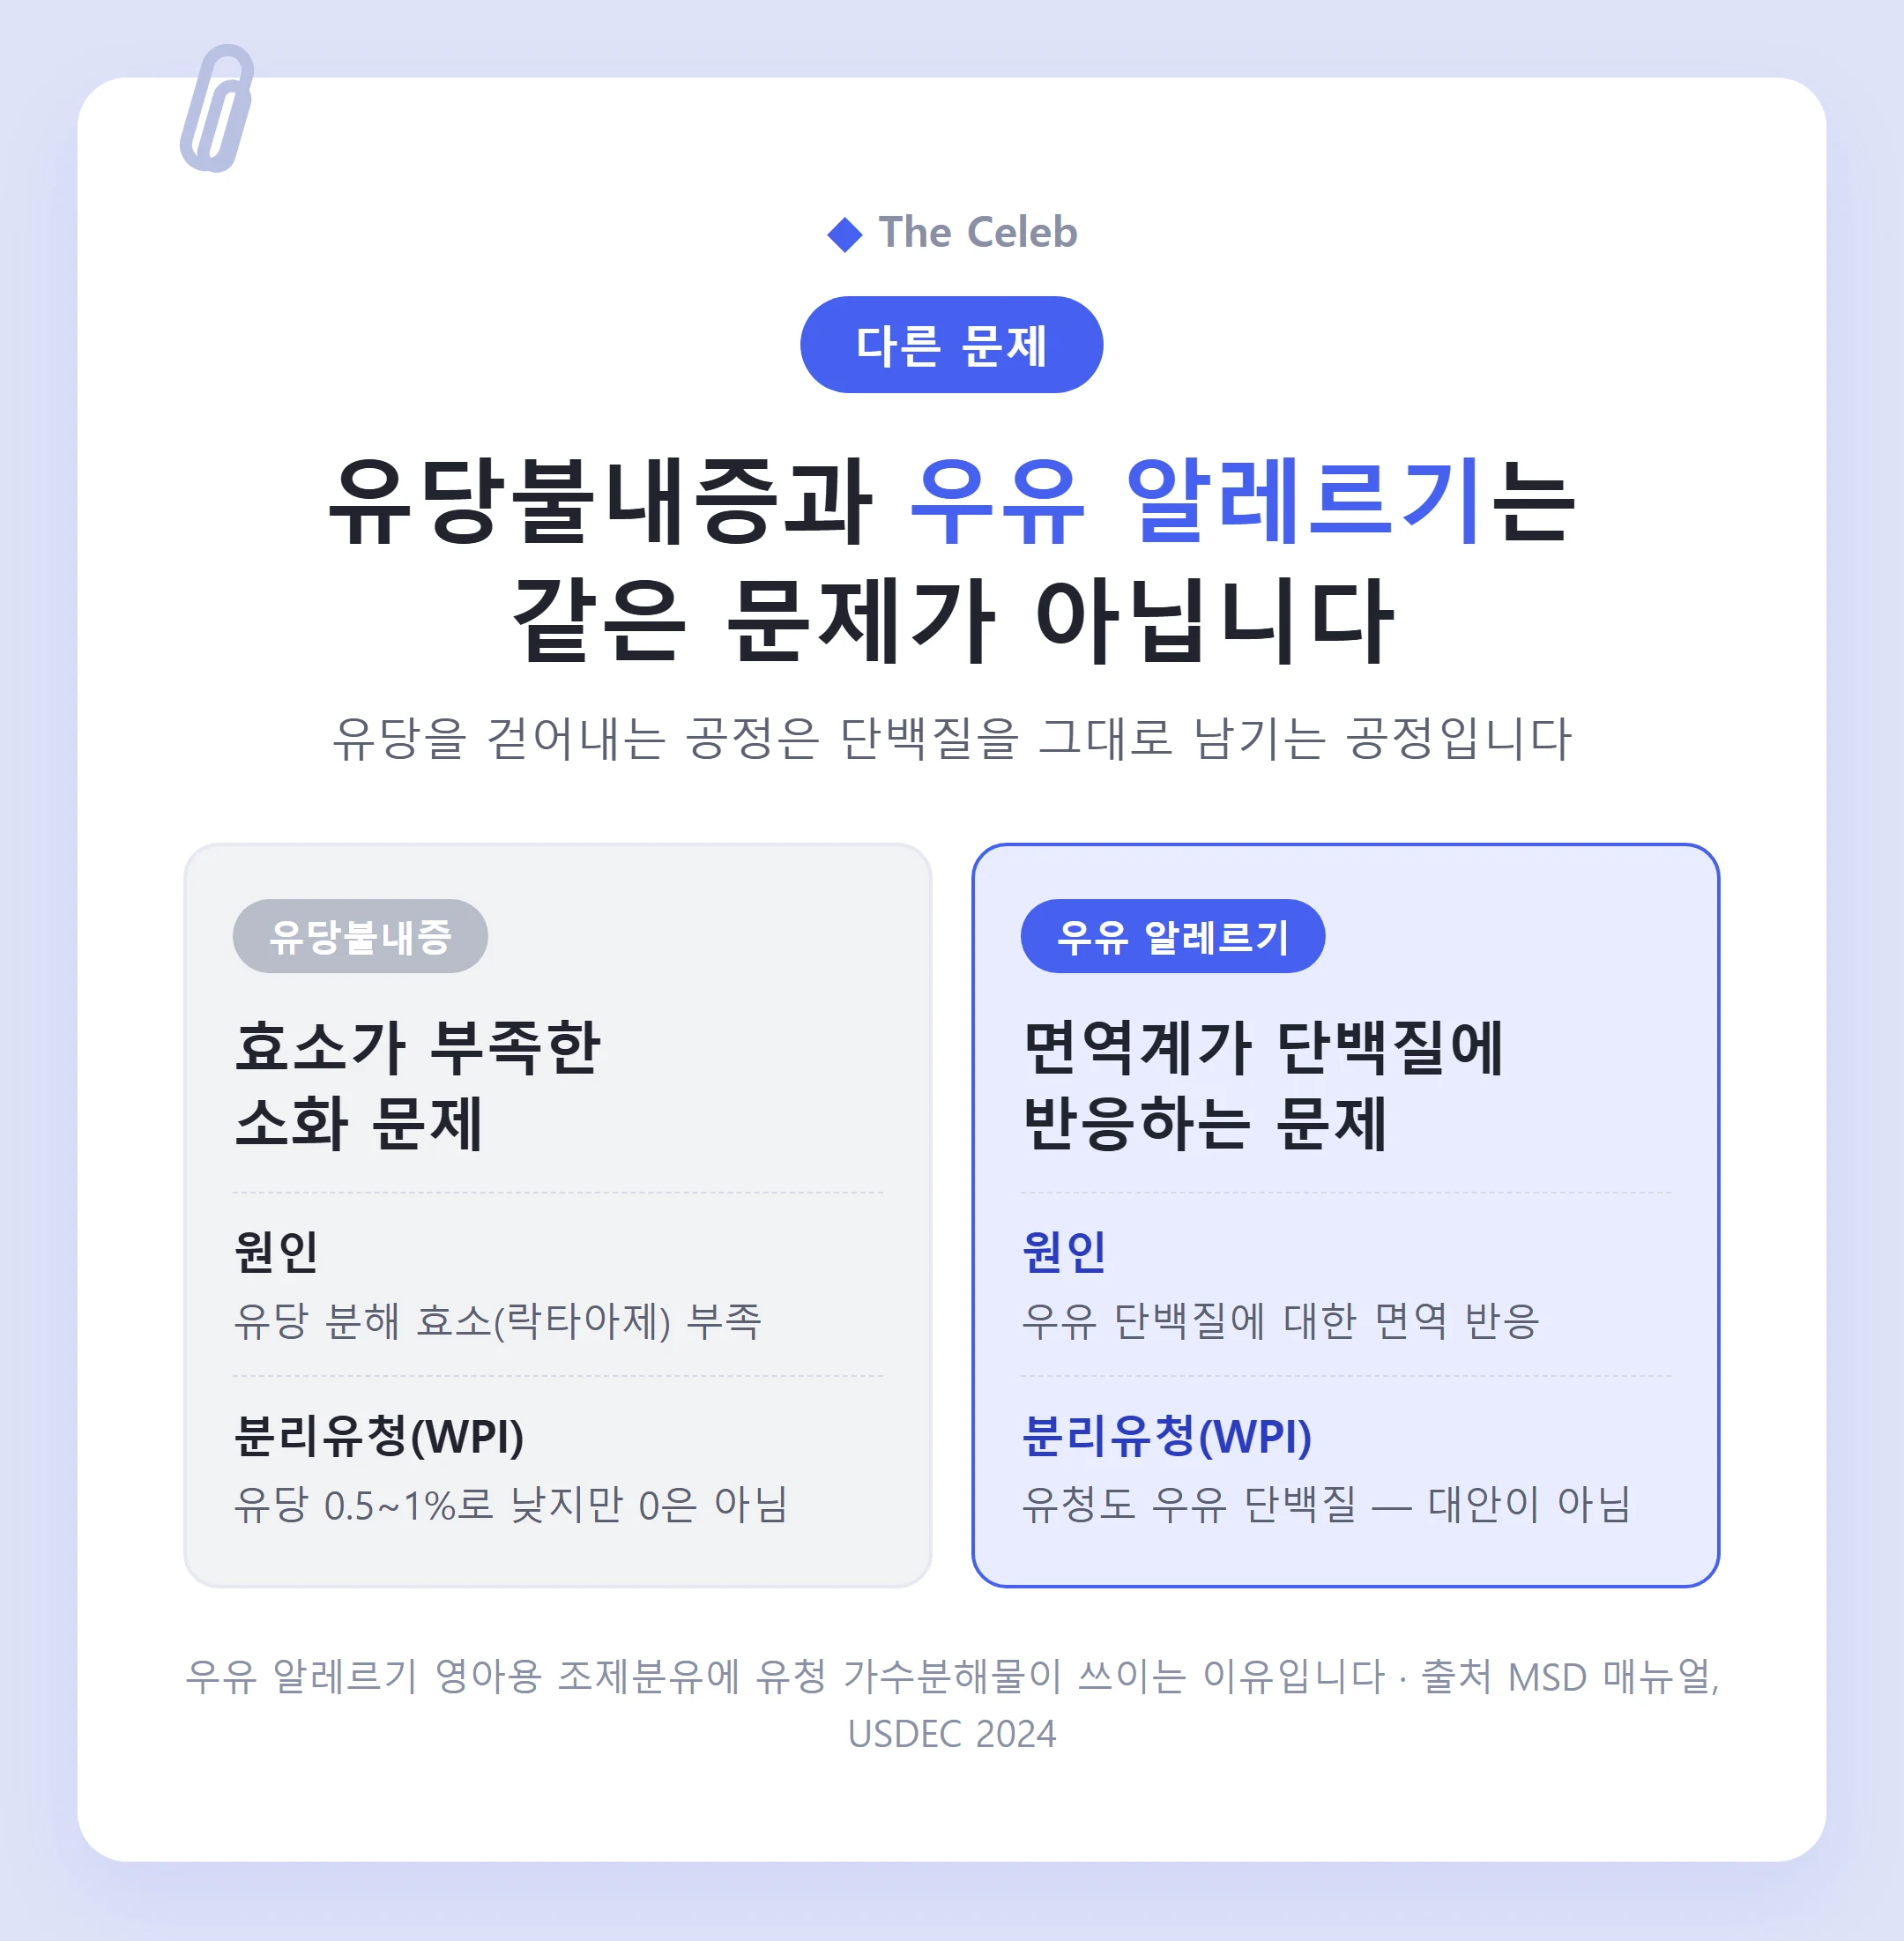 The Celeb
다른 문제
유당불내증과 우유 알레르기는
같은 문제가 아닙니다
유당을 걷어내는 공정은 단백질을 그대로 남기는 공정입니다
유당불내증
효소가 부족한
소화 문제
원인
유당 분해 효소(락타아제) 부족
분리유청(WPI)
유당 0.5~1%로 낮지만 0은 아님
우유 알레르기
면역계가 단백질에
반응하는 문제
원인
우유 단백질에 대한 면역 반응
분리유청(WPI)
유청도 우유 단백질 — 대안이 아님
우유 알레르기 영아용 조제분유에 유청 가수분해물이 쓰이는 이유입니다 · 출처 MSD 매뉴얼,
USDEC 2024